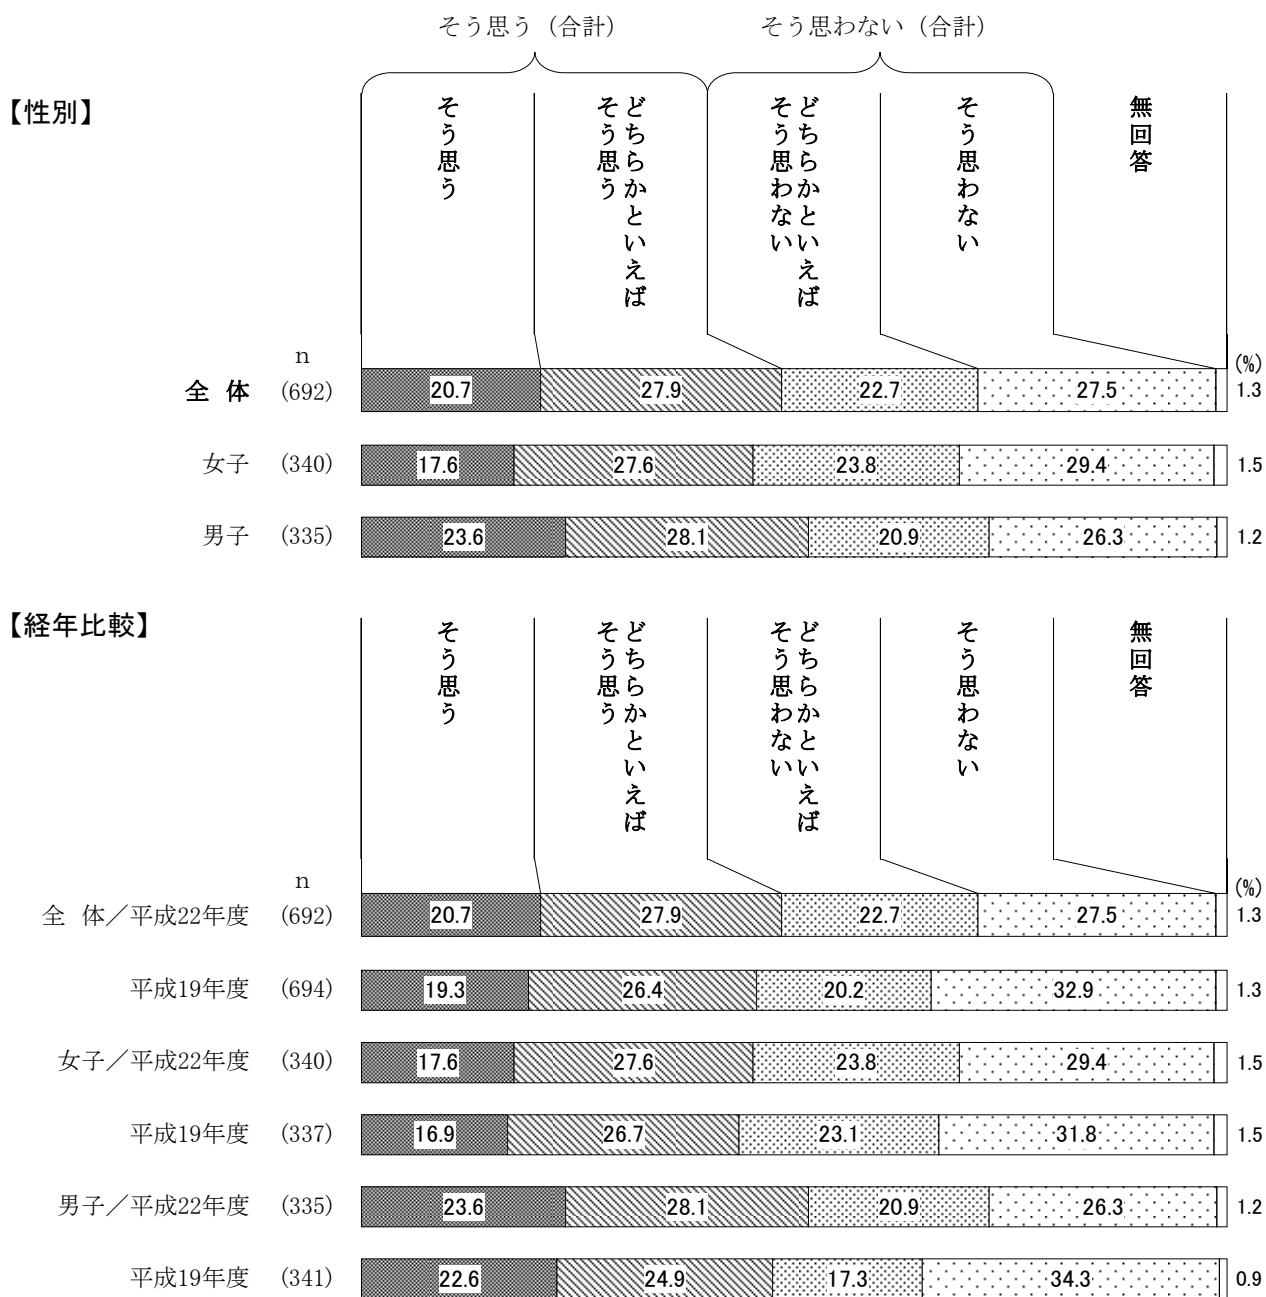 そう思う（合計）
そう思わない（合計）
【性別】
そう思う
どちらかといえば
そう思う
どちらかといえば
そう思わない
そう思わない
無回答
n
(%)
全 体 (692) 20.7 27.9 22.7 27.5 1.3
女子 (340) 17.6 27.6 23.8 29.4 1.5
男子 (335) 23.6 28.1 20.9 26.3 1.2
【経年比較】
そう思う
どちらかといえば
そう思う
どちらかといえば
そう思わない
そう思わない
無回答
n
(%)
全 体／平成22年度 (692) 20.7 27.9 22.7 27.5 1.3
平成19年度 (694) 19.3 26.4 20.2 32.9 1.3
女子／平成22年度 (340) 17.6 27.6 23.8 29.4 1.5
平成19年度 (337) 16.9 26.7 23.1 31.8 1.5
男子／平成22年度 (335) 23.6 28.1 20.9 26.3 1.2
平成19年度 (341) 22.6 24.9 17.3 34.3 0.9